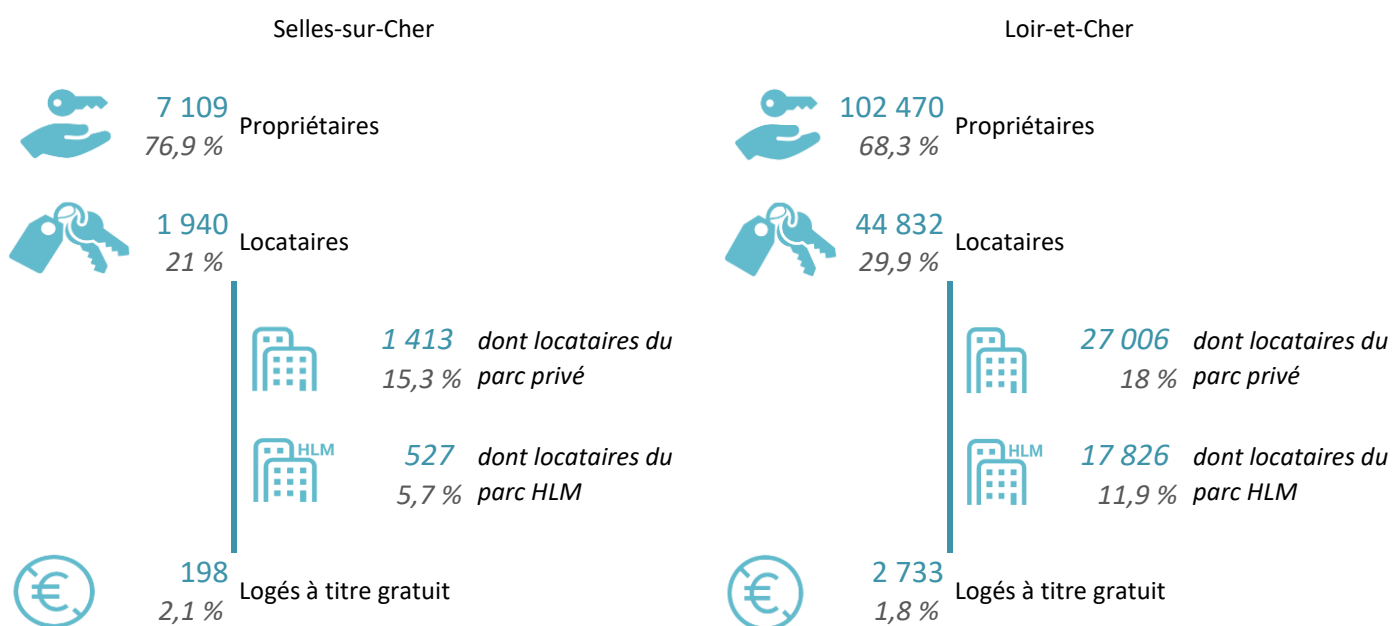 Selles-sur-Cher
7 109
76,9 %
Propriétaires
1 940
21 %
Locataires
1 413
15,3 %
dont locataires du
parc privé
HLM
527
5,7 %
dont locataires du
parc HLM
198
2,1 %
Logés à titre gratuit
Loir-et-Cher
102 470
68,3 %
Propriétaires
44 832
29,9 %
Locataires
27 006
18 %
dont locataires du
parc privé
HLM
17 826
11,9 %
dont locataires du
parc HLM
2 733
1,8 %
Logés à titre gratuit